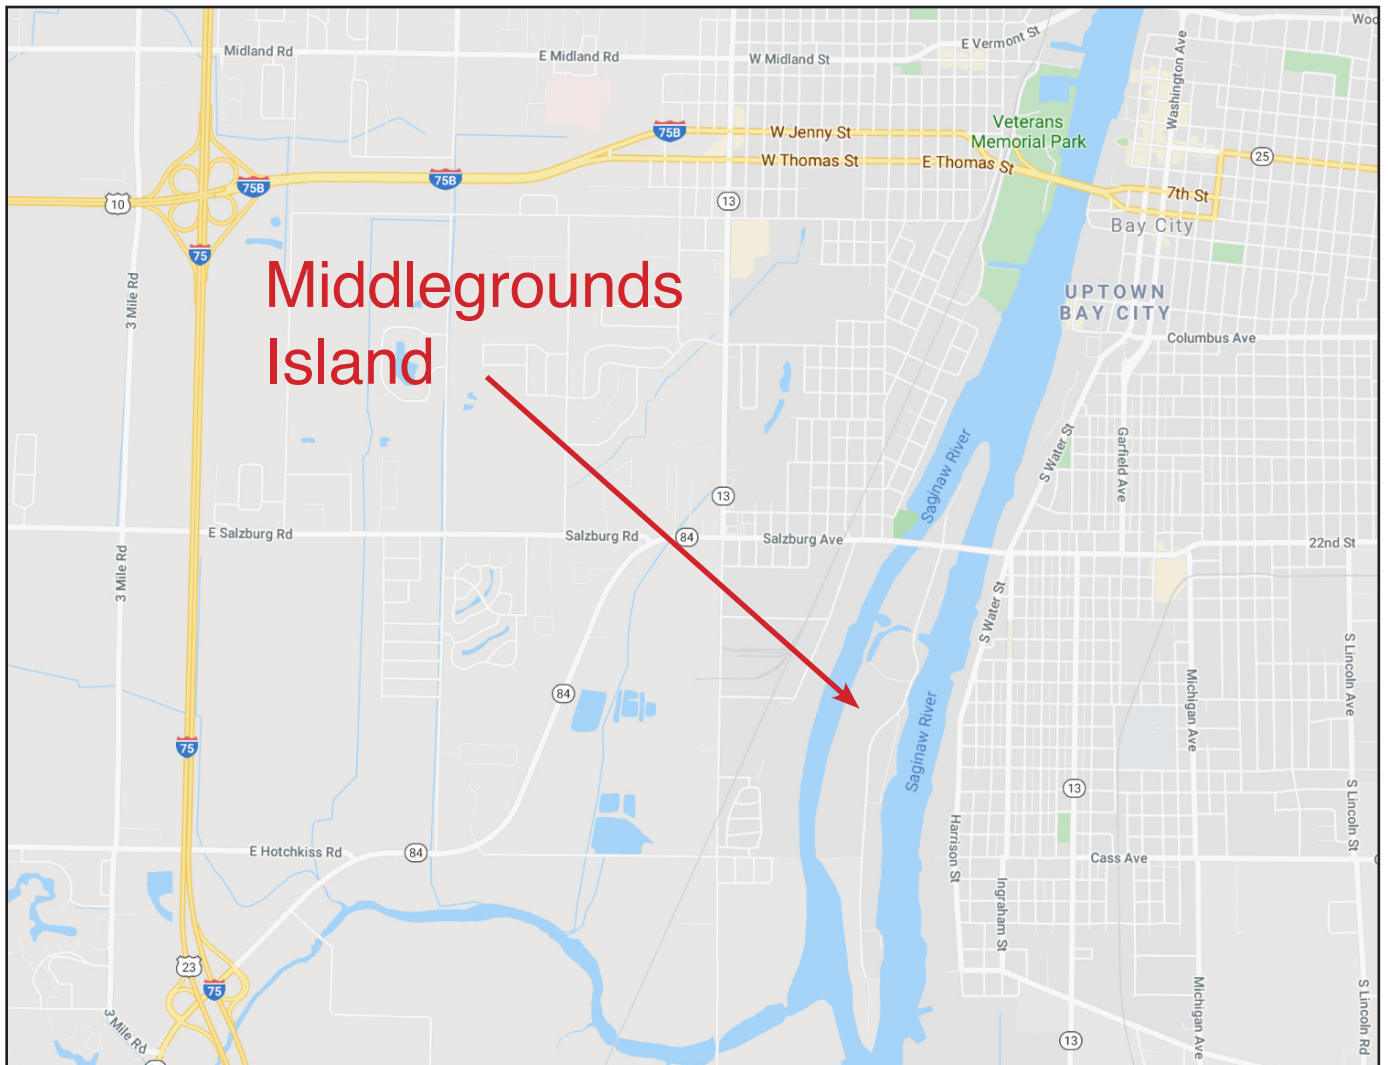 Midland Rd
E Midland Rd
W Midland St
E Vermont St
Washington Ave
75B
W Jenny St
W Thomas St
E Thomas St
Veterans
Memorial Park
25
10
75B
75B
13
7th St
Bay City
75
3 Mile Rd
Middlegrounds
Island
UPTOWN
BAY CITY
Columbus Ave
Saginaw River
S Water St
Garfield Ave
13
E Salzburg Rd
Salzburg Rd
84
Salzburg Ave
22nd St
3 Mile Rd
S Water St
S Lincoln Ave
84
Michigan Ave
75
Saginaw River
13
S Lincoln St
E Hotchkiss Rd
84
Harrison St
Cass Ave
Ingraham St
23
75
Michigan Ave
S Lincoln Rd
3 Mile Rd
13